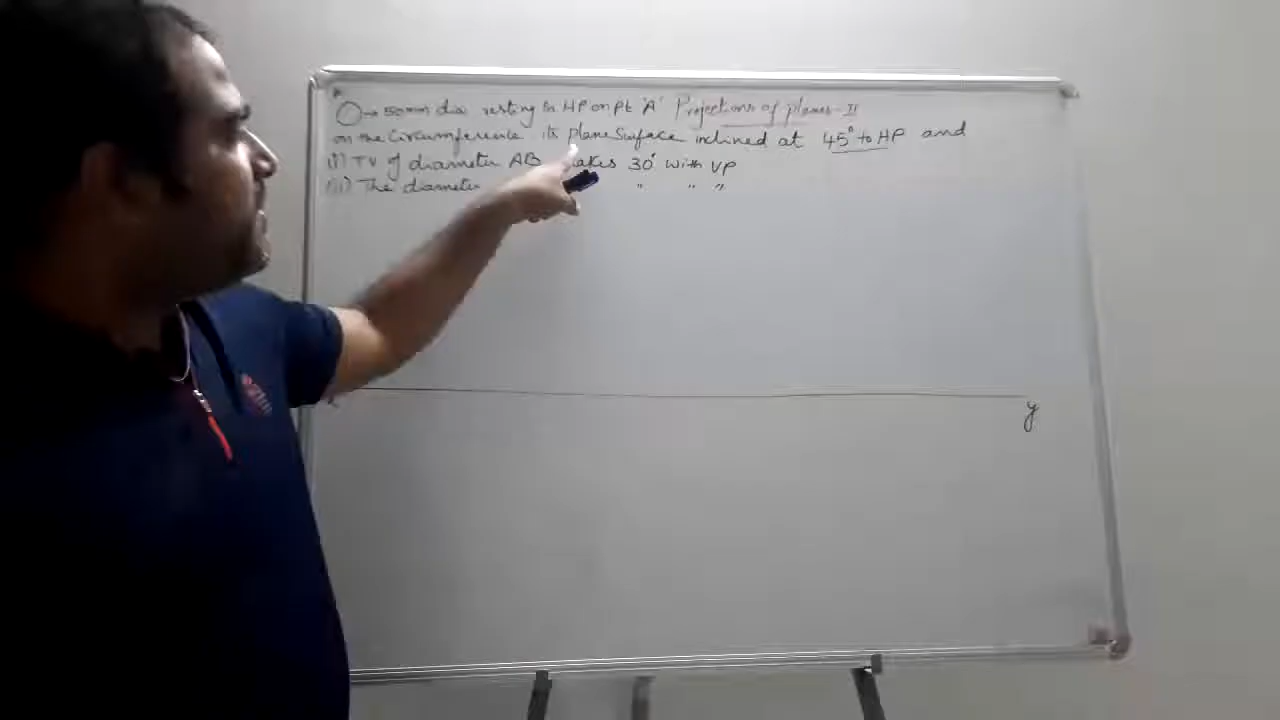 Projections of planes - II
→ 50mm dia resting on HP on pt 'A'
on the circumference its plane surface inclined at 45° to HP and
(i) TV of diameter AB makes 30° with VP
(ii) The diameter " " "
y